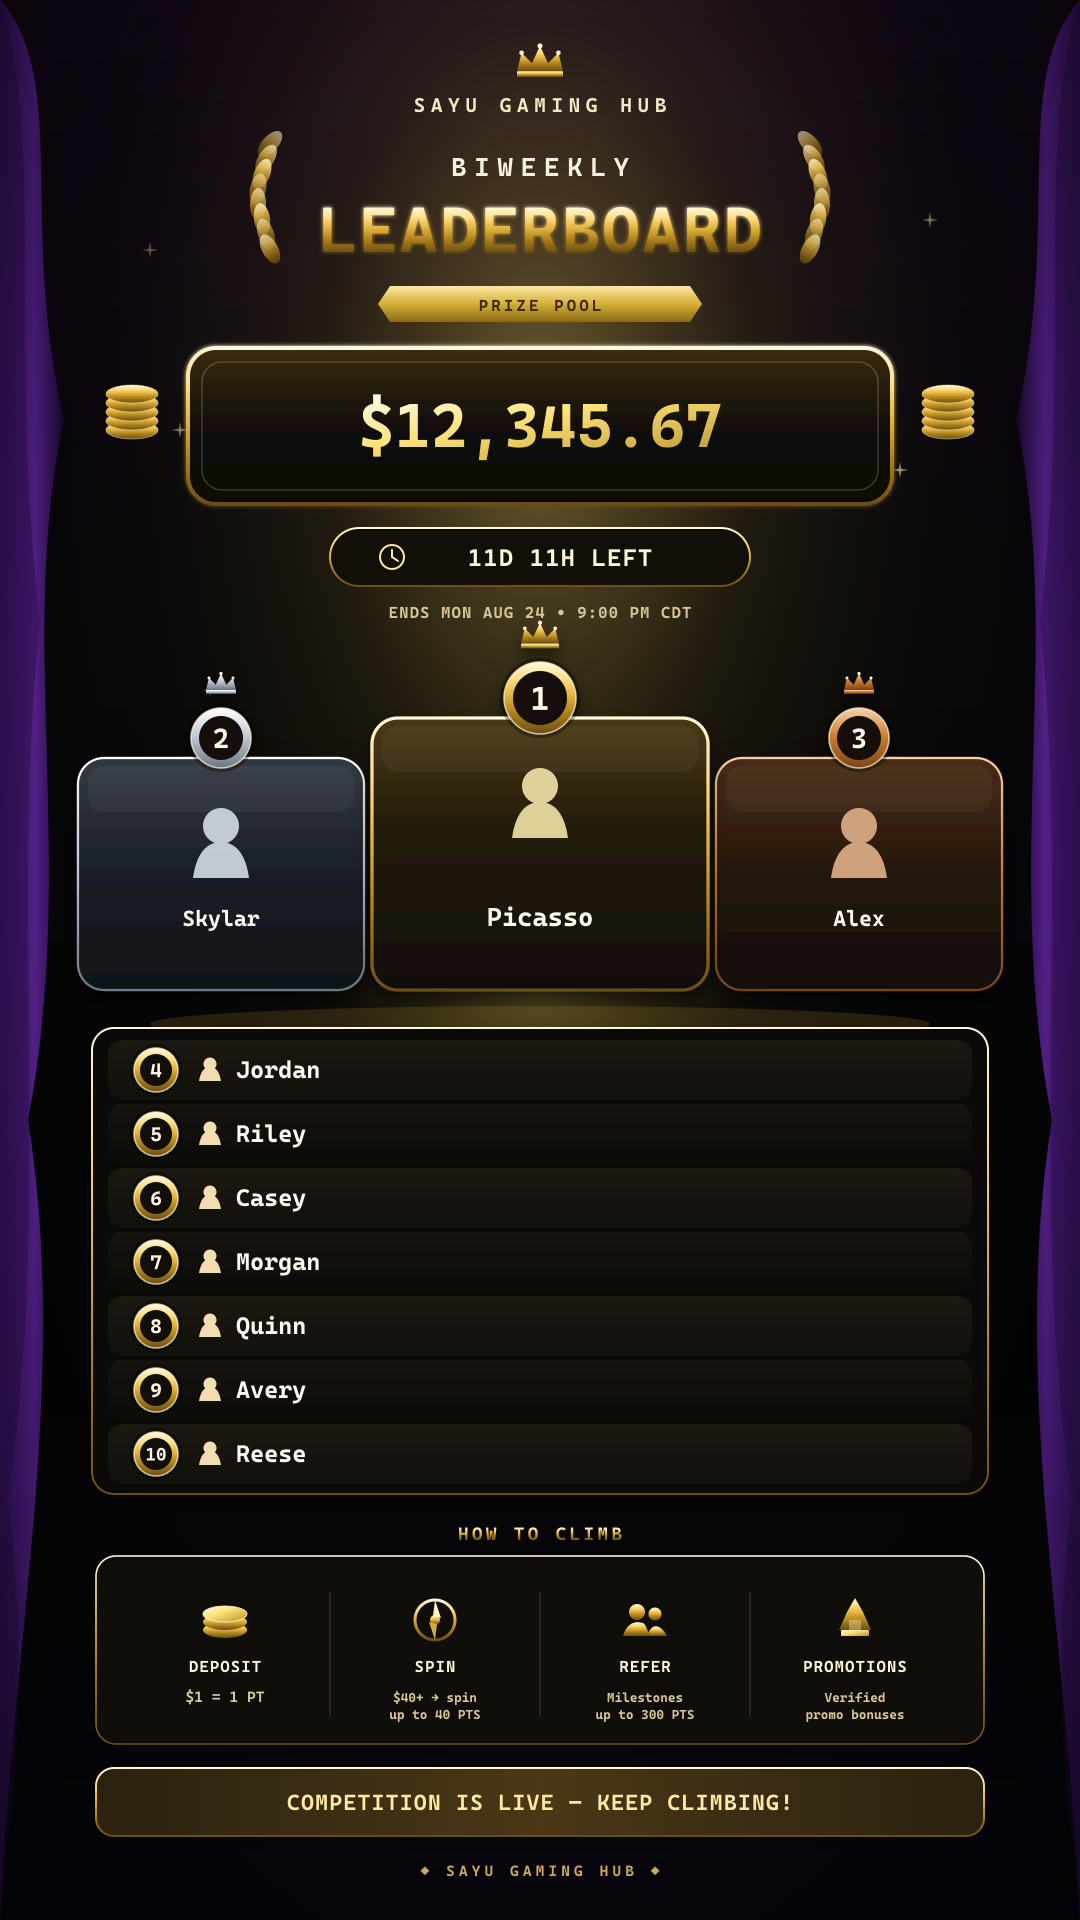 SAYU GAMING HUB
BIWEEKLY
LEADERBOARD
PRIZE POOL
$12,345.67
11D 11H LEFT
ENDS MON AUG 24 • 9:00 PM CDT
1
2
3
Skylar
Picasso
Alex
4 Jordan
5 Riley
6 Casey
7 Morgan
8 Quinn
9 Avery
10 Reese
HOW TO CLIMB
DEPOSIT
$1 = 1 PT
SPIN
$40+ → spin
up to 40 PTS
REFER
Milestones
up to 300 PTS
PROMOTIONS
Verified
promo bonuses
COMPETITION IS LIVE — KEEP CLIMBING!
◆ SAYU GAMING HUB ◆